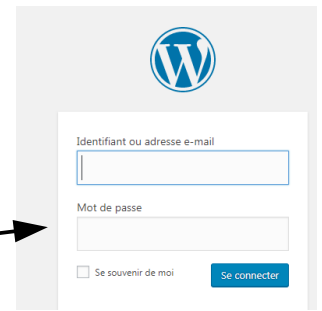 Identifiant ou adresse e-mail
Mot de passe
Se souvenir de moi
Se connecter